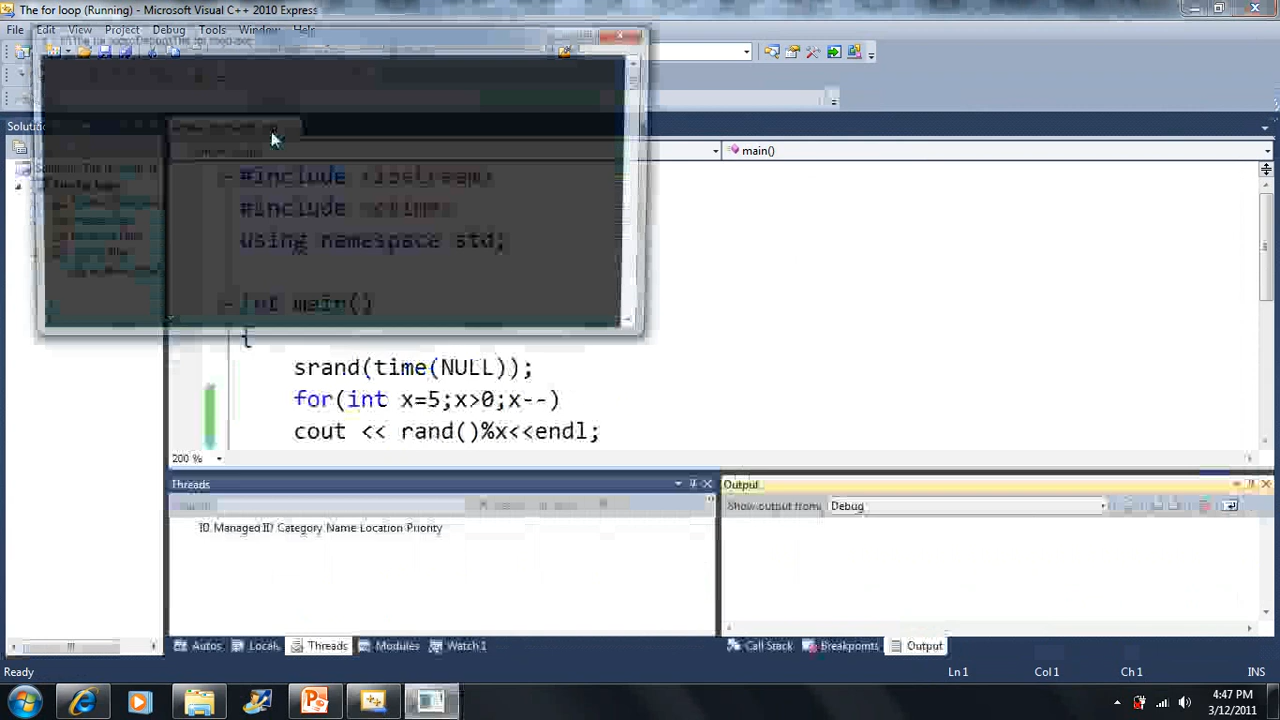 The for loop (Running) - Microsoft Visual C++ 2010 Express
File Edit View Project Debug Tools Window Help
main()
#include <iostream>
#include
using namespace std;
int main()
{
srand(time(NULL));
for(int x=5;x>0;x--)
cout << rand()%x<<endl;
200 %
Threads
Output
Show output from: Debug
ID Managed ID Category Name Location Priority
Autos Locals Threads Modules Watch 1
Call Stack Breakpoints Output
Ready Ln 1 Col 1 Ch 1 INS
4:47 PM
3/12/2011